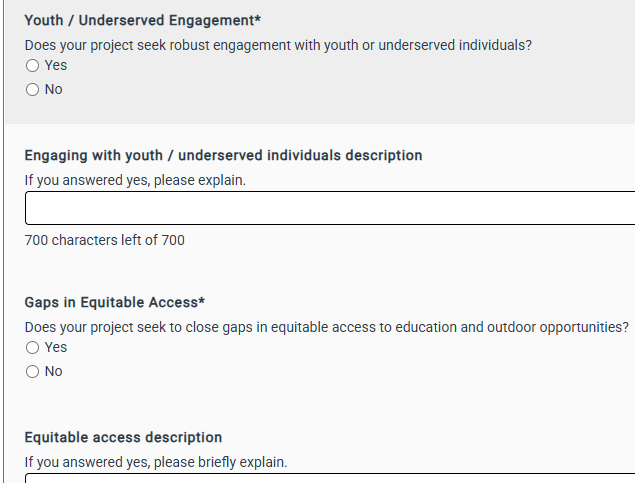 Youth / Underserved Engagement*
Does your project seek robust engagement with youth or underserved individuals?
Yes
No
Engaging with youth / underserved individuals description
If you answered yes, please explain.
700 characters left of 700
Gaps in Equitable Access*
Does your project seek to close gaps in equitable access to education and outdoor opportunities?
Yes
No
Equitable access description
If you answered yes, please briefly explain.